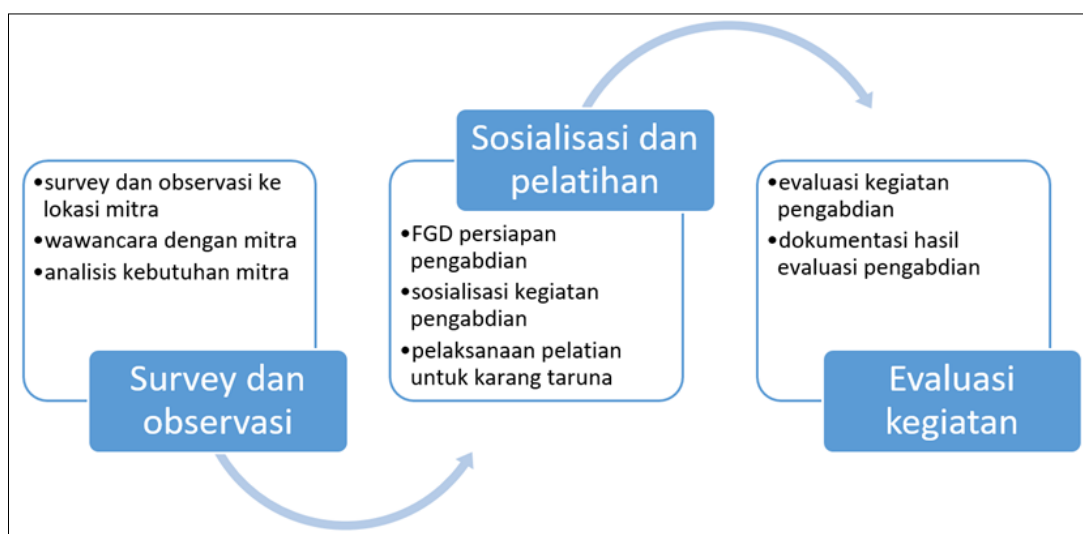 •survey dan observasi ke
lokasi mitra
•wawancara dengan mitra
•analisis kebutuhan mitra
Survey dan
observasi
Sosialisasi dan
pelatihan
•FGD persiapan
pengabdian
•sosialisasi kegiatan
pengabdian
•pelaksanaan pelatian
untuk karang taruna
•evaluasi kegiatan
pengabdian
•dokumentasi hasil
evaluasi pengabdian
Evaluasi
kegiatan